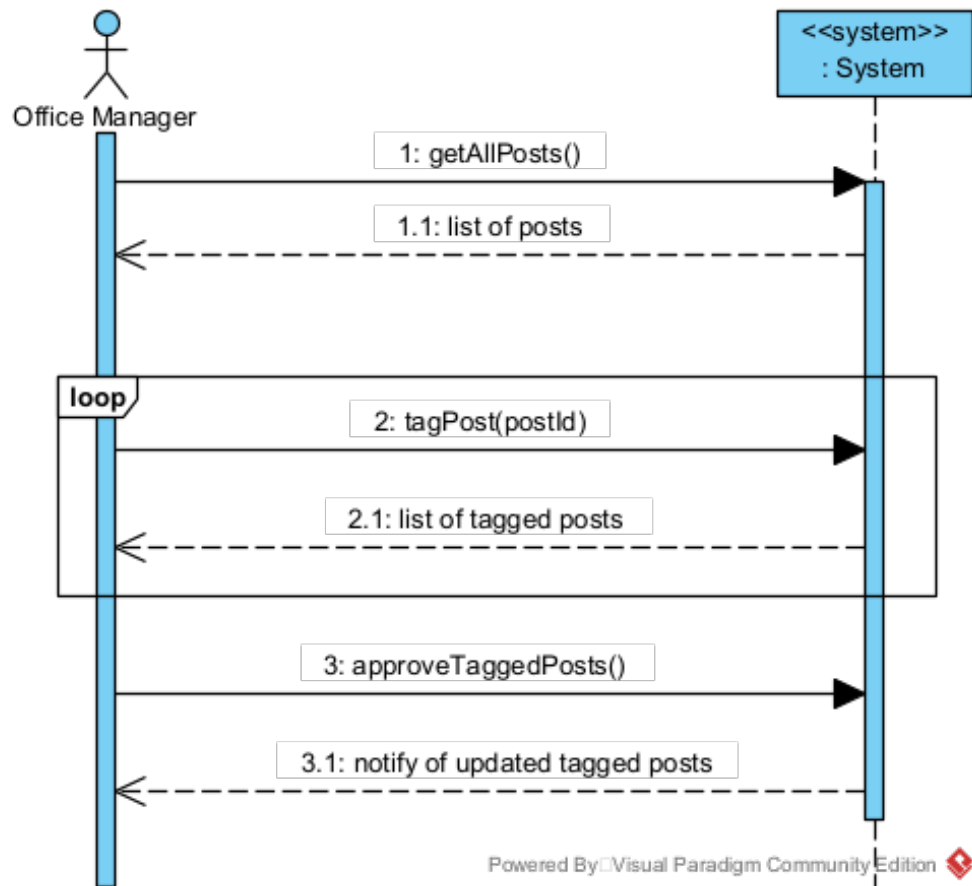 <<system>>
: System
Office Manager
1: getAllPosts()
1.1: list of posts
loop
2: tagPost(postId)
2.1: list of tagged posts
3: approveTaggedPosts()
3.1: notify of updated tagged posts
Powered By Visual Paradigm Community Edition